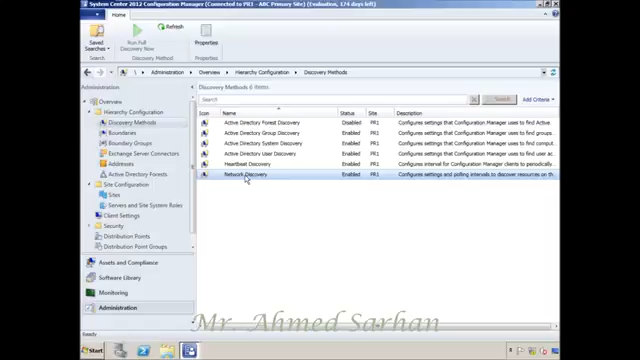 System Center 2012 Configuration Manager (Connected to PR1 - ABC Primary Site) (Evaluation, 174 days left)
Home
Saved Searches
Run Full Discovery Now
Refresh
Properties
Search
Discovery Method
Properties
Administration
Overview
Hierarchy Configuration
Discovery Methods
Administration
Overview
Hierarchy Configuration
Discovery Methods
Boundaries
Boundary Groups
Exchange Server Connectors
Addresses
Active Directory Forests
Site Configuration
Sites
Servers and Site System Roles
Client Settings
Security
Distribution Points
Distribution Point Groups
Assets and Compliance
Software Library
Monitoring
Administration
Discovery Methods 6 items
Search
Search
Add Criteria
Icon Name Status Site Description
Active Directory Forest Discovery Disabled PR1 Configures settings that Configuration Manager uses to find Active
Active Directory Group Discovery Enabled PR1 Configures settings that Configuration Manager uses to find groups
Active Directory System Discovery Enabled PR1 Configures settings that Configuration Manager uses to find comput
Active Directory User Discovery Enabled PR1 Configures settings that Configuration Manager uses to find user ac
Heartbeat Discovery Enabled PR1 Configures interval for Configuration Manager clients to periodically
Network Discovery Enabled PR1 Configures settings and polling intervals to discover resources on th
Mr. Ahmed Sarhan
Ready
Start
EN